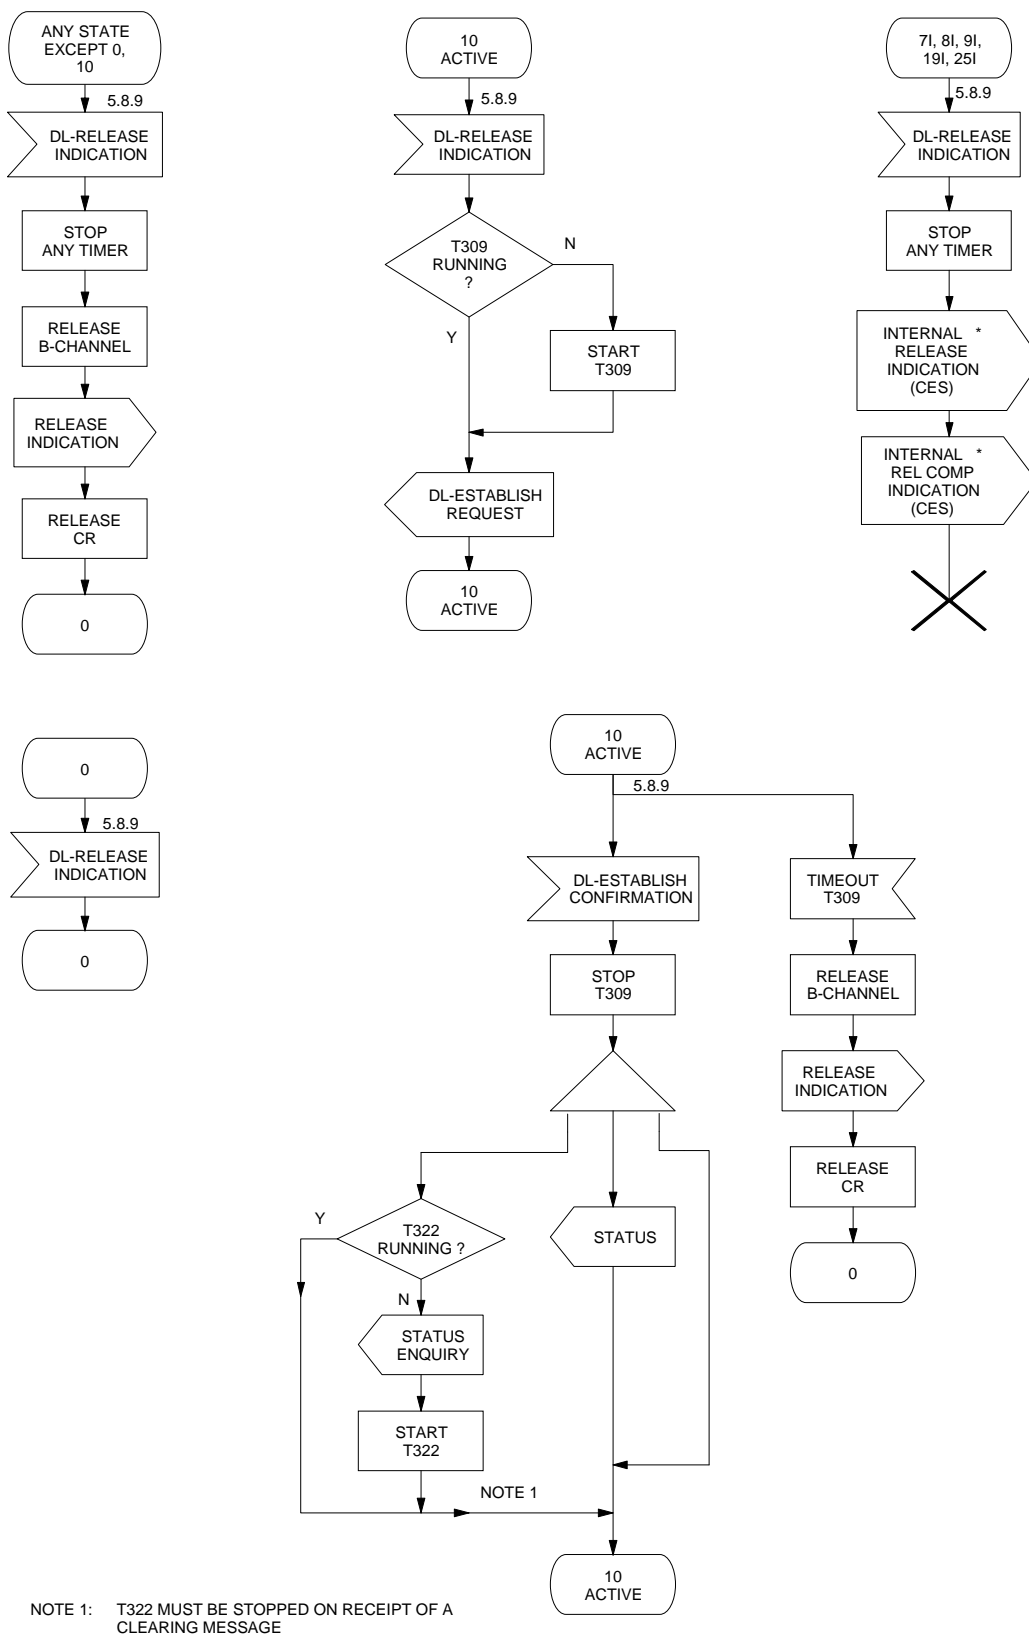 ANY STATE
EXCEPT 0,
10
5.8.9
DL-RELEASE
INDICATION
STOP
ANY TIMER
RELEASE
B-CHANNEL
RELEASE
INDICATION
RELEASE
CR
0
10
ACTIVE
5.8.9
DL-RELEASE
INDICATION
T309
RUNNING
?
N
Y
START
T309
DL-ESTABLISH
REQUEST
10
ACTIVE
7I, 8I, 9I,
19I, 25I
5.8.9
DL-RELEASE
INDICATION
STOP
ANY TIMER
INTERNAL *
RELEASE
INDICATION
(CES)
INTERNAL *
REL COMP
INDICATION
(CES)
0
5.8.9
DL-RELEASE
INDICATION
0
10
ACTIVE
5.8.9
DL-ESTABLISH
CONFIRMATION
STOP
T309
TIMEOUT
T309
RELEASE
B-CHANNEL
RELEASE
INDICATION
RELEASE
CR
0
Y
T322
RUNNING ?
N
STATUS
ENQUIRY
START
T322
STATUS
NOTE 1
10
ACTIVE
NOTE 1: T322 MUST BE STOPPED ON RECEIPT OF A
CLEARING MESSAGE